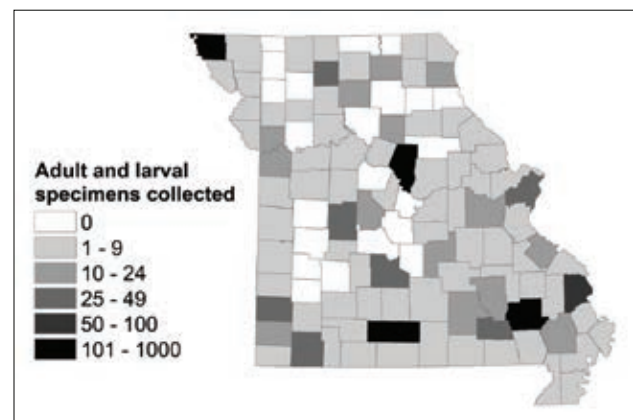 Adult and larval
specimens collected
0
1 - 9
10 - 24
25 - 49
50 - 100
101 - 1000